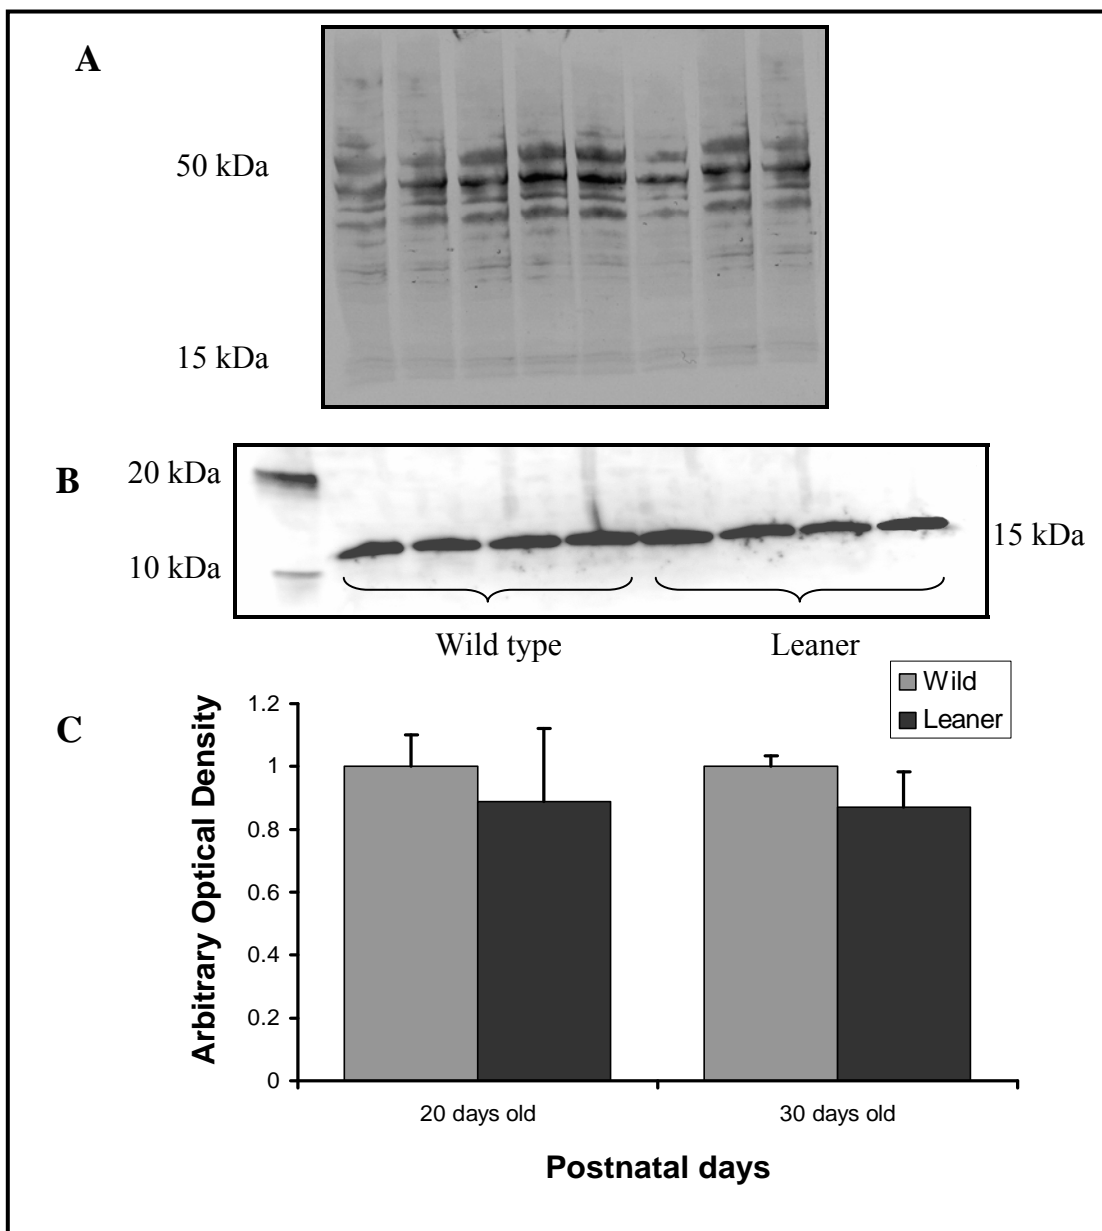 A
50 kDa
15 kDa
B
20 kDa
10 kDa
15 kDa
Wild type
Leaner
C
Wild
Leaner
Arbitrary Optical Density
1.2
1
0.8
0.6
0.4
0.2
0
20 days old
30 days old
Postnatal days